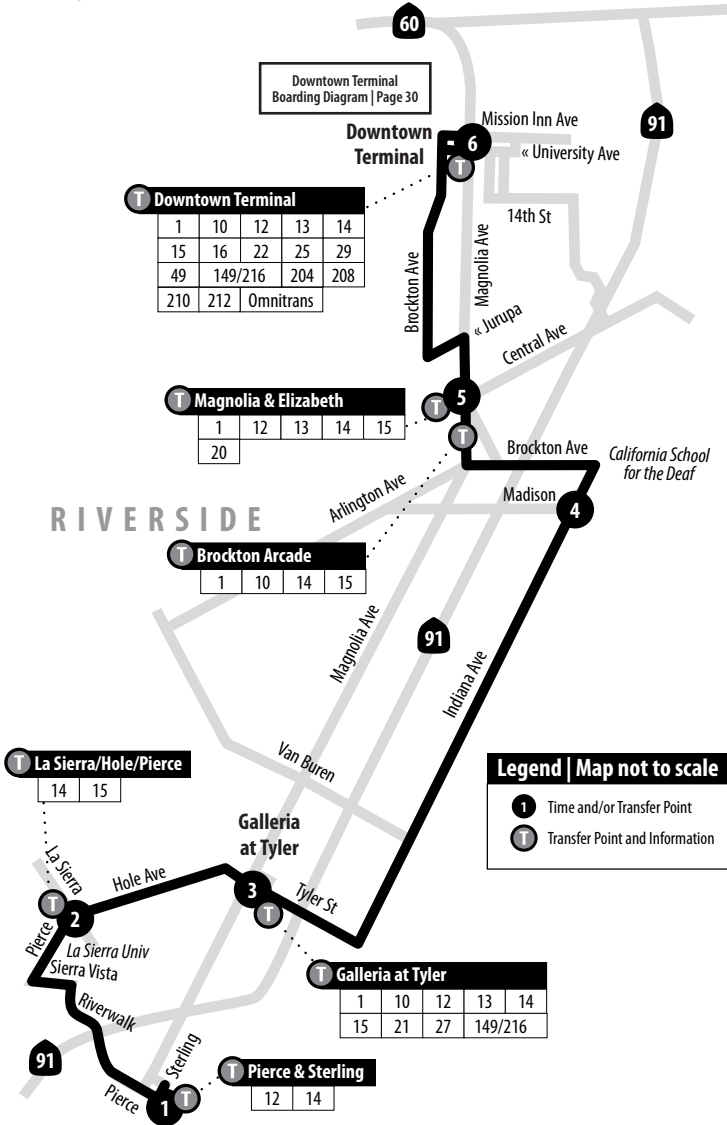 60
Downtown Terminal
Boarding Diagram | Page 30
91
Mission Inn Ave
Downtown
Terminal
6
« University Ave
T
T Downtown Terminal
1 10 12 13 14
15 16 22 25 29
49 149/216 204 208
210 212 Omnitrans
14th St
Brockton Ave
Magnolia Ave
« Jurupa
Central Ave
T Magnolia & Elizabeth
1 12 13 14 15
20
T
5
T
Brockton Ave
California School
for the Deaf
Arlington Ave
Madison
4
RIVERSIDE
T Brockton Arcade
1 10 14 15
Magnolia Ave
91
Indiana Ave
Van Buren
T La Sierra/Hole/Pierce
14 15
Legend | Map not to scale
1 Time and/or Transfer Point
T Transfer Point and Information
Galleria
at Tyler
La Sierra
Hole Ave
3
Tyler St
T
T
2
Pierce
La Sierra Univ
Sierra Vista
T Galleria at Tyler
1 10 12 13 14
15 21 27 149/216
Riverwalk
91
Sterling
T Pierce & Sterling
12 14
Pierce
1
T